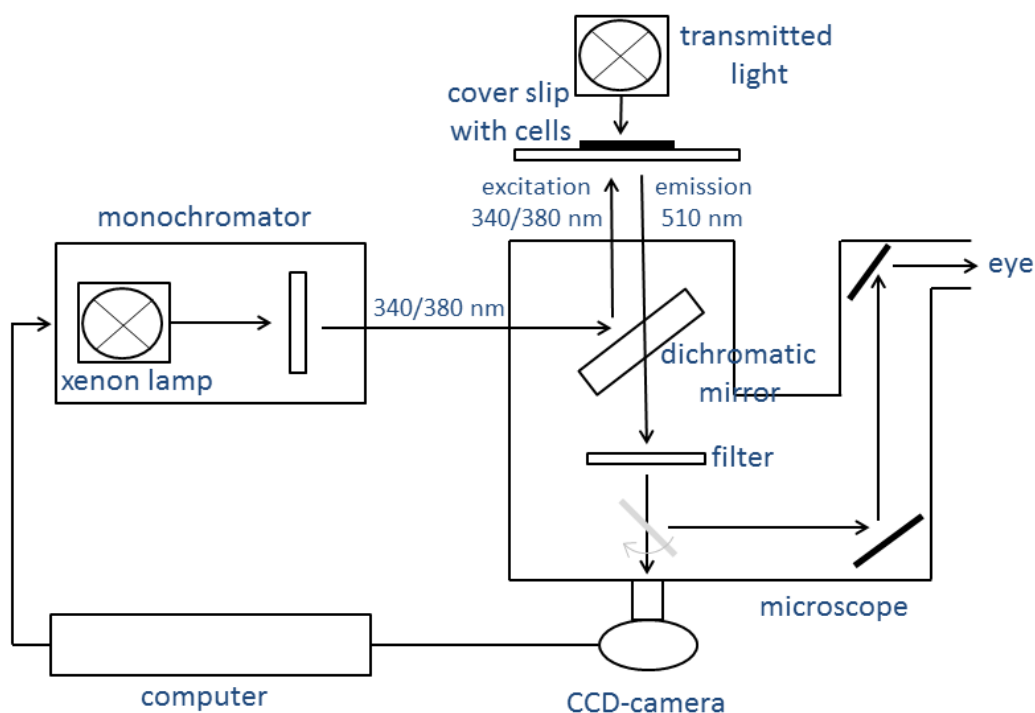 transmitted
light
cover slip
with cells
excitation
340/380 nm
emission
510 nm
monochromator
eye
340/380 nm
dichromatic
mirror
xenon lamp
filter
microscope
computer
CCD-camera